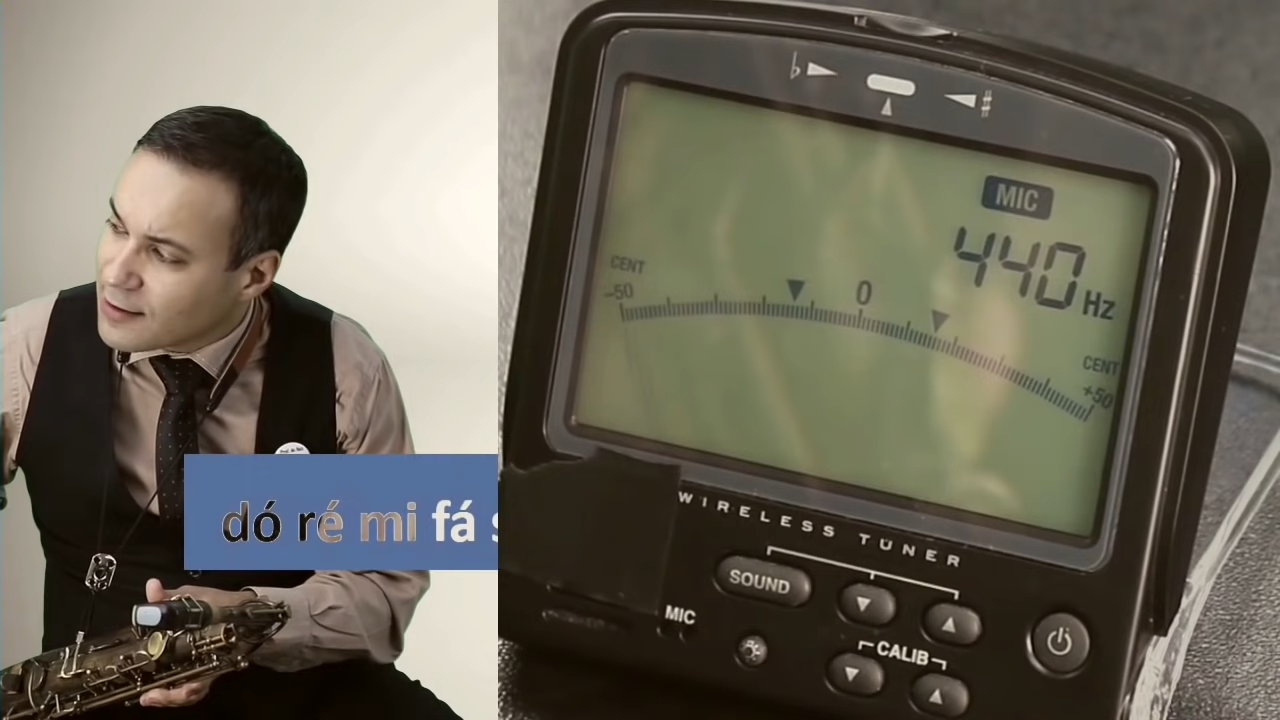 dó ré mi fá s
MIC
440 Hz
CENT
-50
0
CENT
+50
WIRELESS TUNER
SOUND
MIC
CALIB